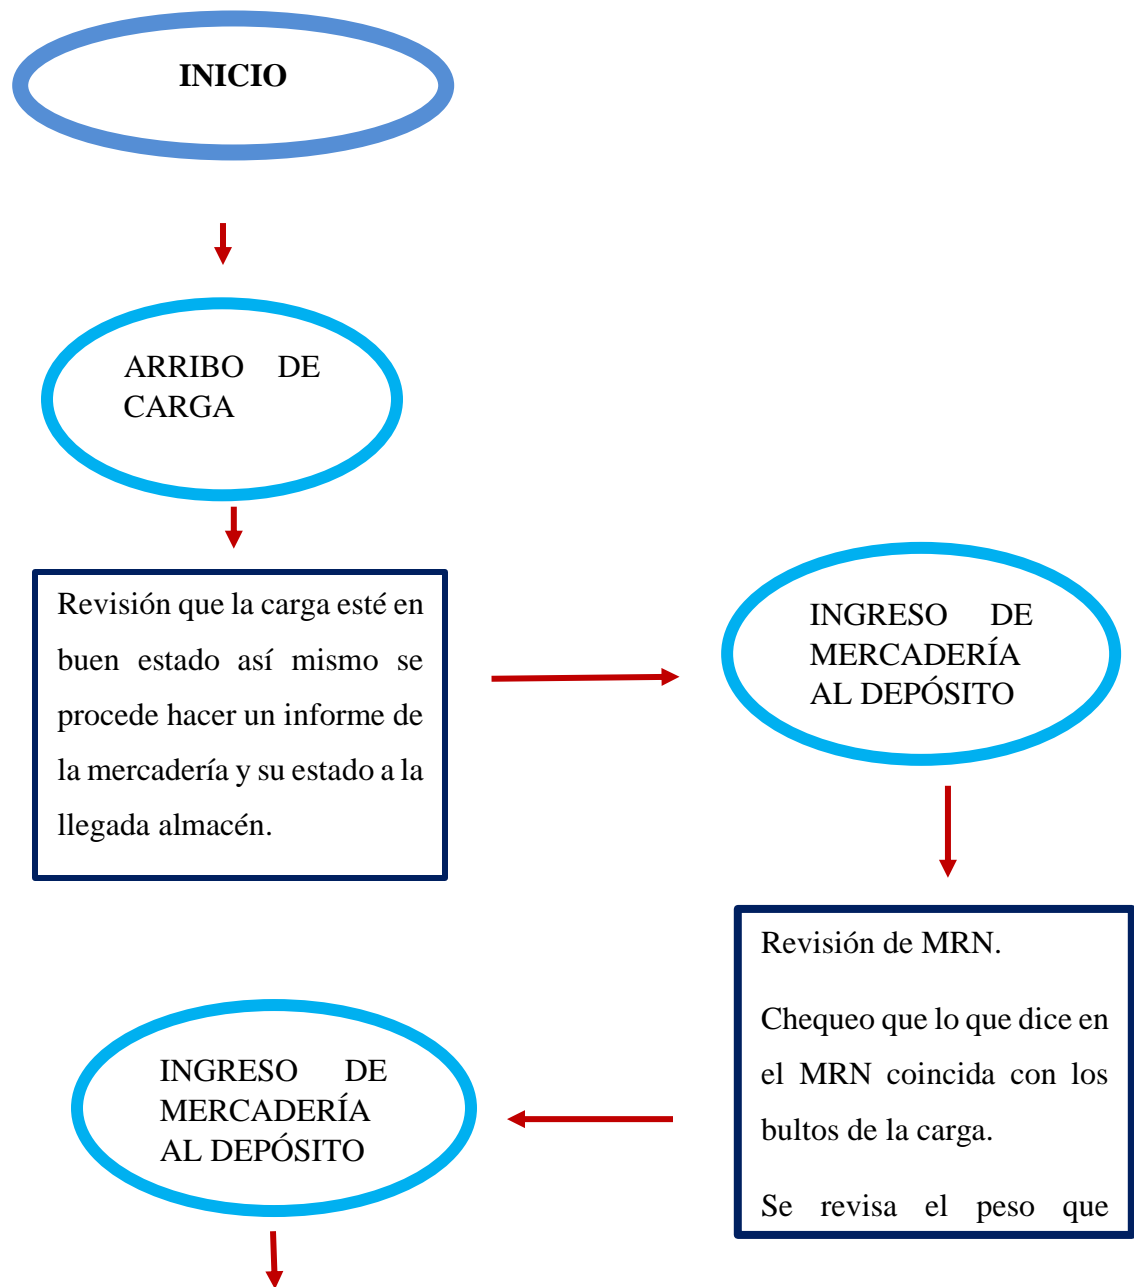 INICIO
ARRIBO DE
CARGA
Revisión que la carga esté en
buen estado así mismo se
procede hacer un informe de
la mercadería y su estado a la
llegada almacén.
INGRESO DE
MERCADERÍA
AL DEPÓSITO
Revisión de MRN.
Chequeo que lo que dice en
el MRN coincida con los
bultos de la carga.
Se revisa el peso que
INGRESO DE
MERCADERÍA
AL DEPÓSITO